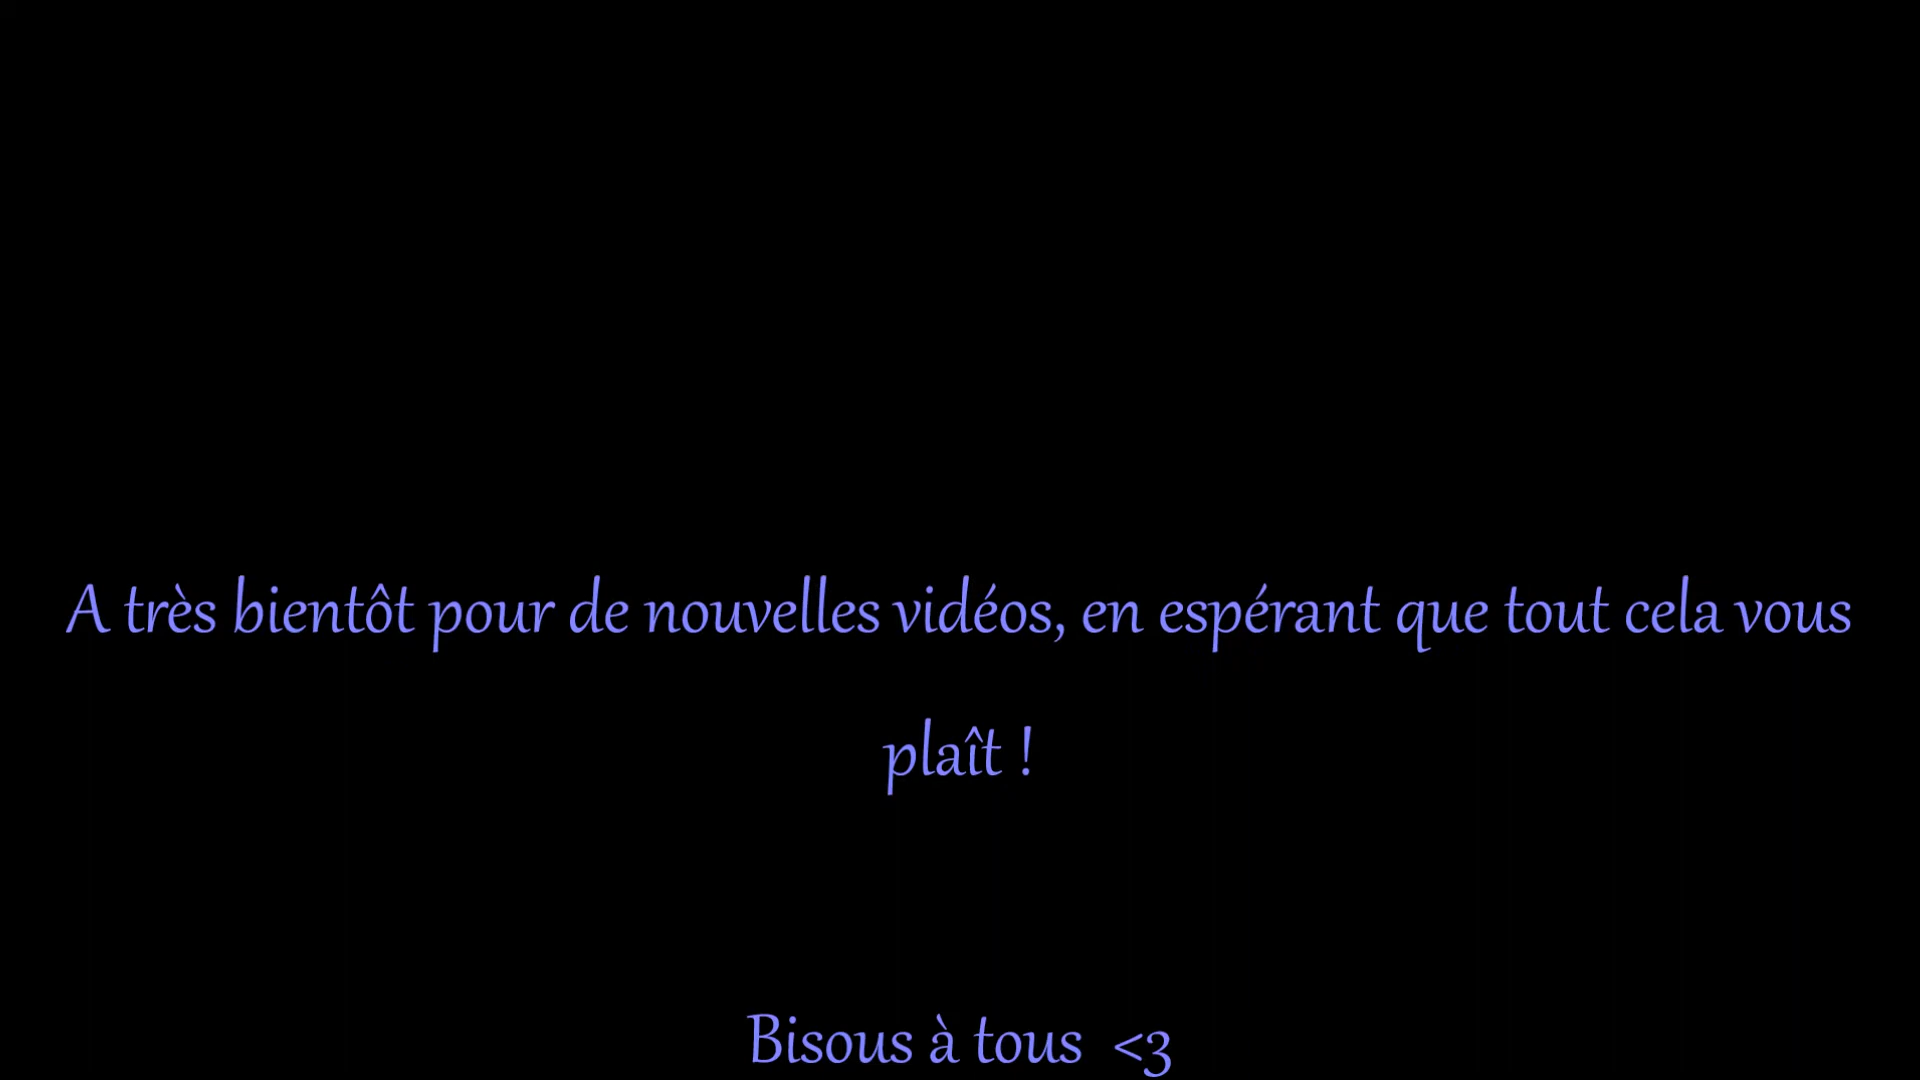 A très bientôt pour de nouvelles vidéos, en espérant que tout cela vous
plaît !
Bisous à tous  <3